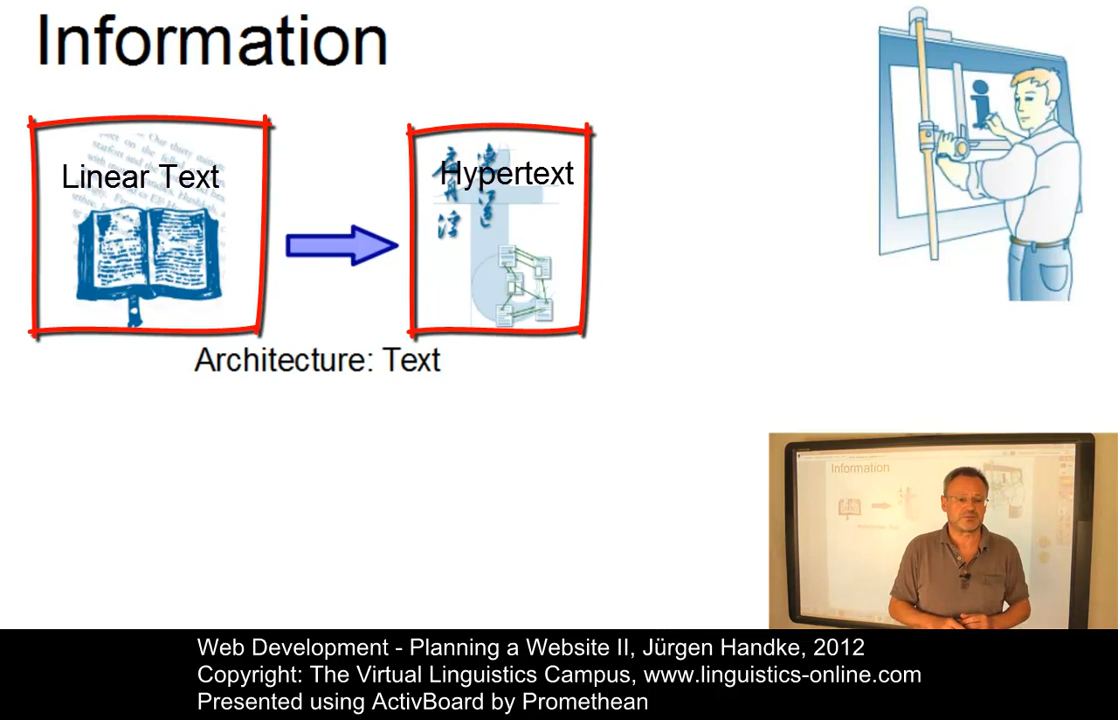 Information
Linear Text
Hypertext
Architecture: Text
Information
Web Development - Planning a Website II, Jürgen Handke, 2012
Copyright: The Virtual Linguistics Campus, www.linguistics-online.com
Presented using ActivBoard by Promethean